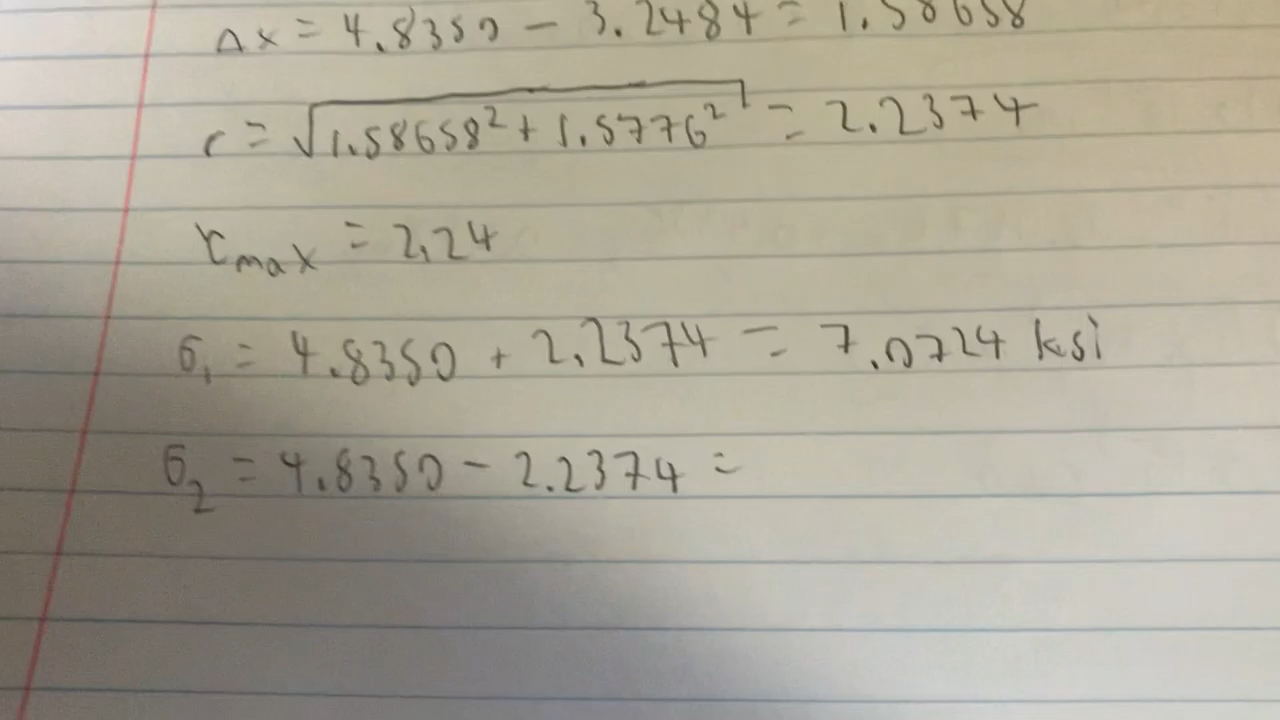 Δx = 4.8350 - 3.2484 = 1.58658
r = √1.58658² + 1.5776² = 2.2374
τmax = 2.24
σ₁ = 4.8350 + 2.2374 = 7.0724 ksi
σ₂ = 4.8350 - 2.2374 =